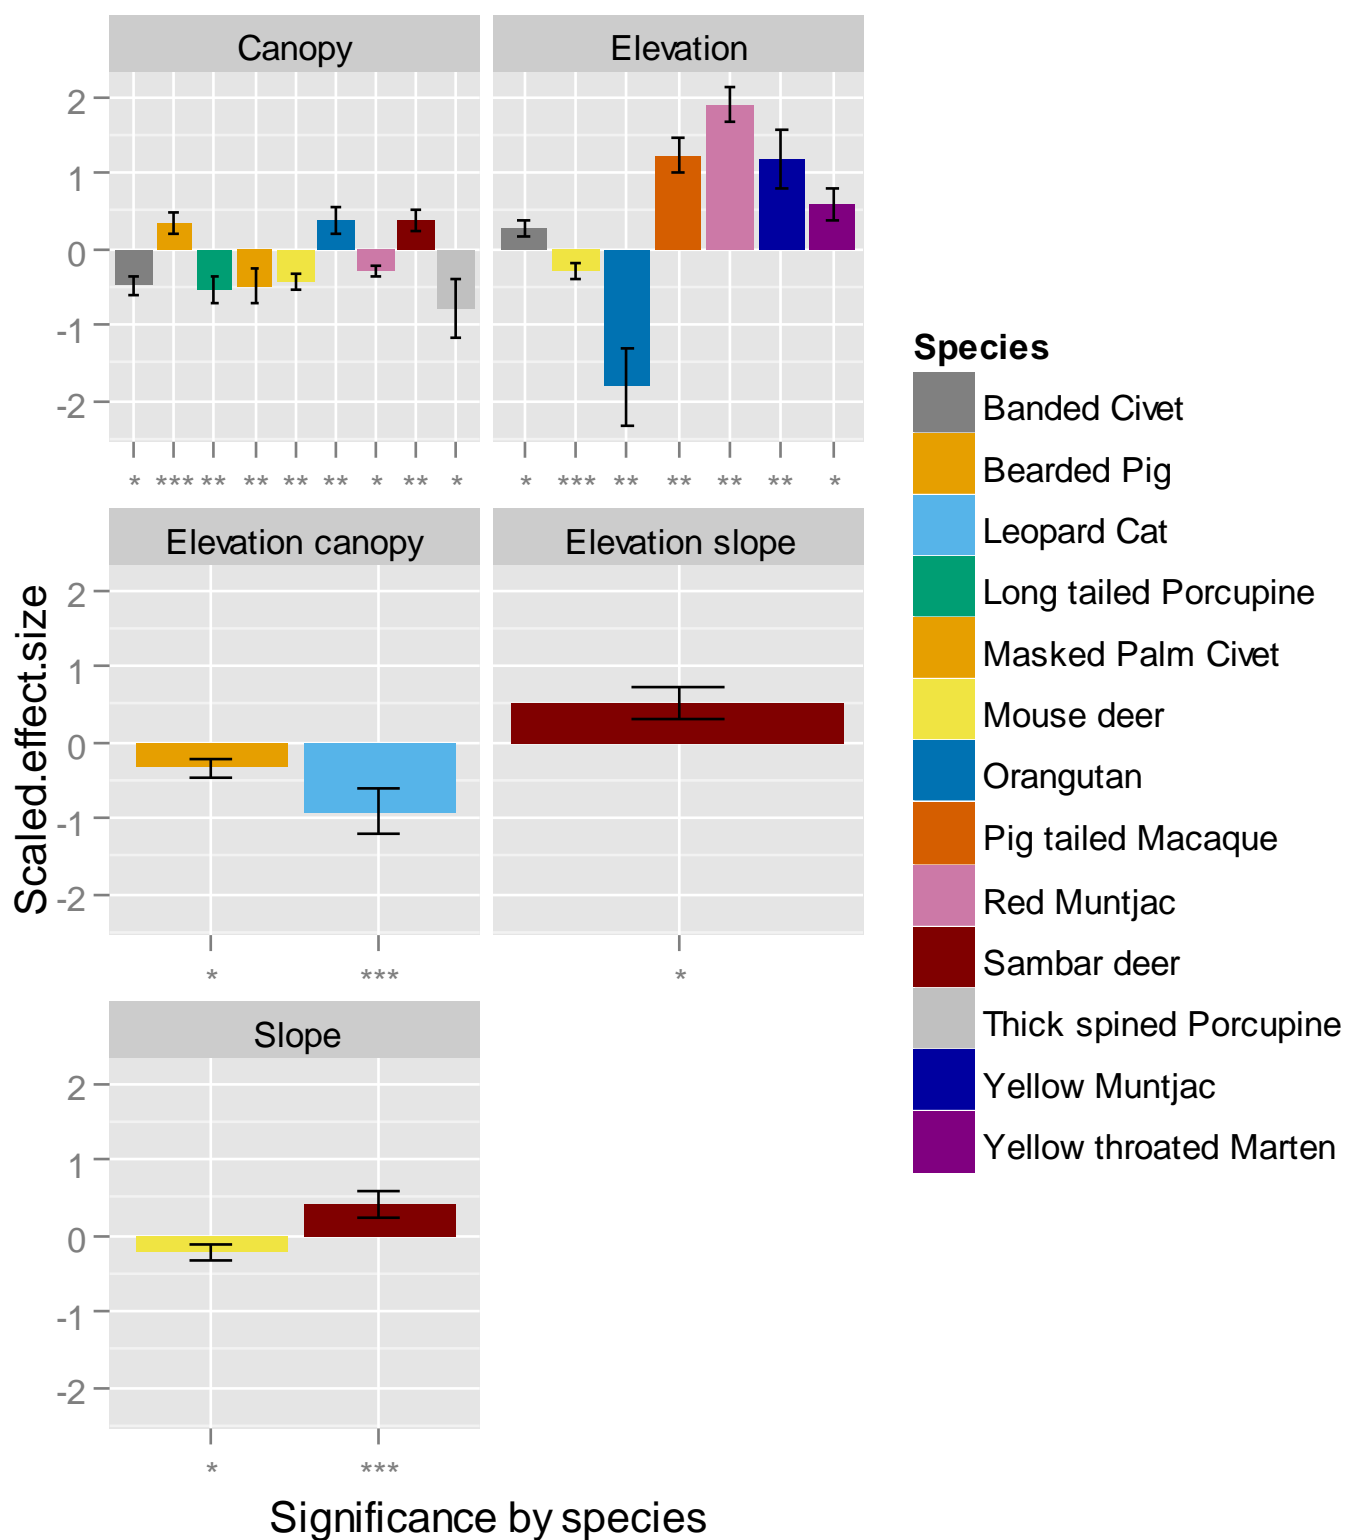 Canopy
Elevation
2
1
0
-1
-2
* *** ** ** ** ** * ** *
* *** ** ** ** ** *
Elevation canopy
Elevation slope
Scaled.effect.size
2
1
0
-1
-2
* ***
*
Slope
2
1
0
-1
-2
* ***
Significance by species
Species
Banded Civet
Bearded Pig
Leopard Cat
Long tailed Porcupine
Masked Palm Civet
Mouse deer
Orangutan
Pig tailed Macaque
Red Muntjac
Sambar deer
Thick spined Porcupine
Yellow Muntjac
Yellow throated Marten